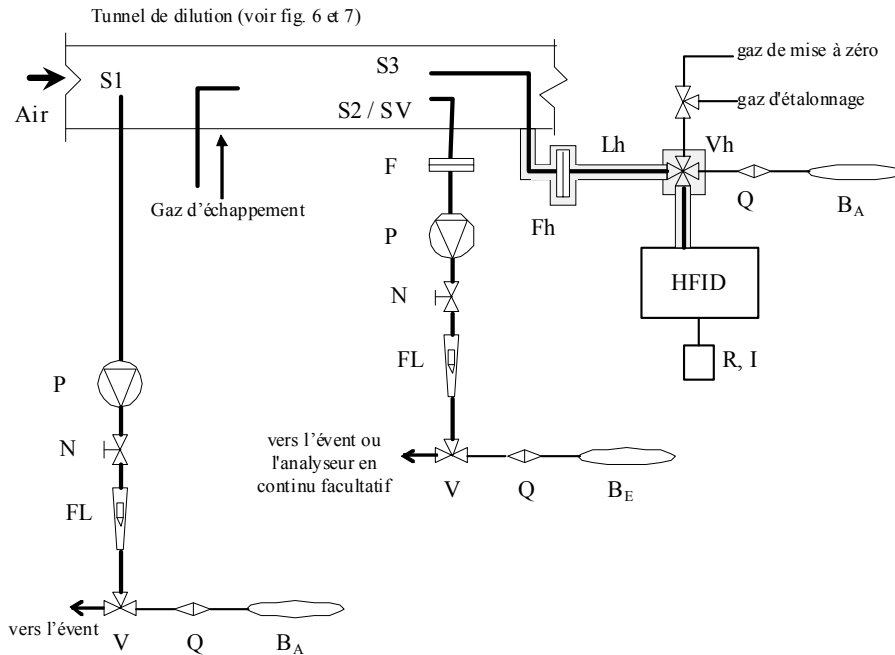 Tunnel de dilution (voir fig. 6 et 7)
Air
S1
S3
S2 / SV
Gaz d'échappement
gaz de mise à zéro
gaz d'étalonnage
Lh
Vh
F
Fh
Q
BA
P
HFID
N
R, I
FL
P
vers l'évent ou
l'analyseur en
continu facultatif
N
V
Q
BE
FL
vers l'évent
V
Q
BA